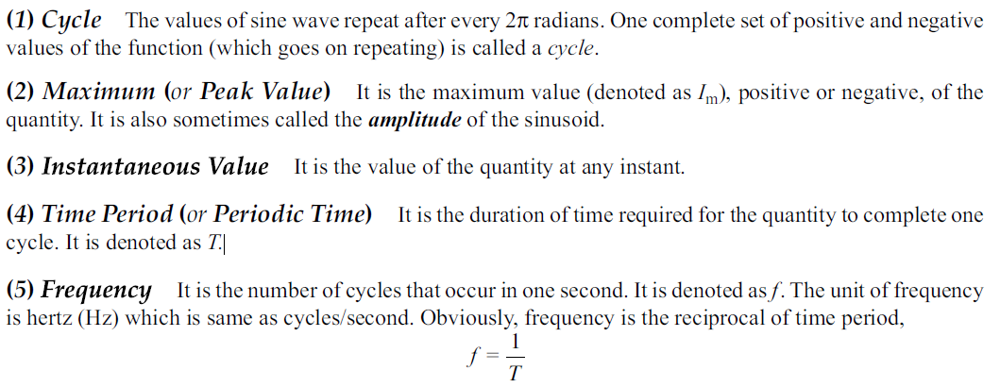 (1) Cycle The values of sine wave repeat after every 2π radians. One complete set of positive and negative
values of the function (which goes on repeating) is called a cycle.
(2) Maximum (or Peak Value) It is the maximum value (denoted as Iₘ), positive or negative, of the
quantity. It is also sometimes called the amplitude of the sinusoid.
(3) Instantaneous Value It is the value of the quantity at any instant.
(4) Time Period (or Periodic Time) It is the duration of time required for the quantity to complete one
cycle. It is denoted as T.
(5) Frequency It is the number of cycles that occur in one second. It is denoted as f. The unit of frequency
is hertz (Hz) which is same as cycles/second. Obviously, frequency is the reciprocal of time period,
f = 1/T